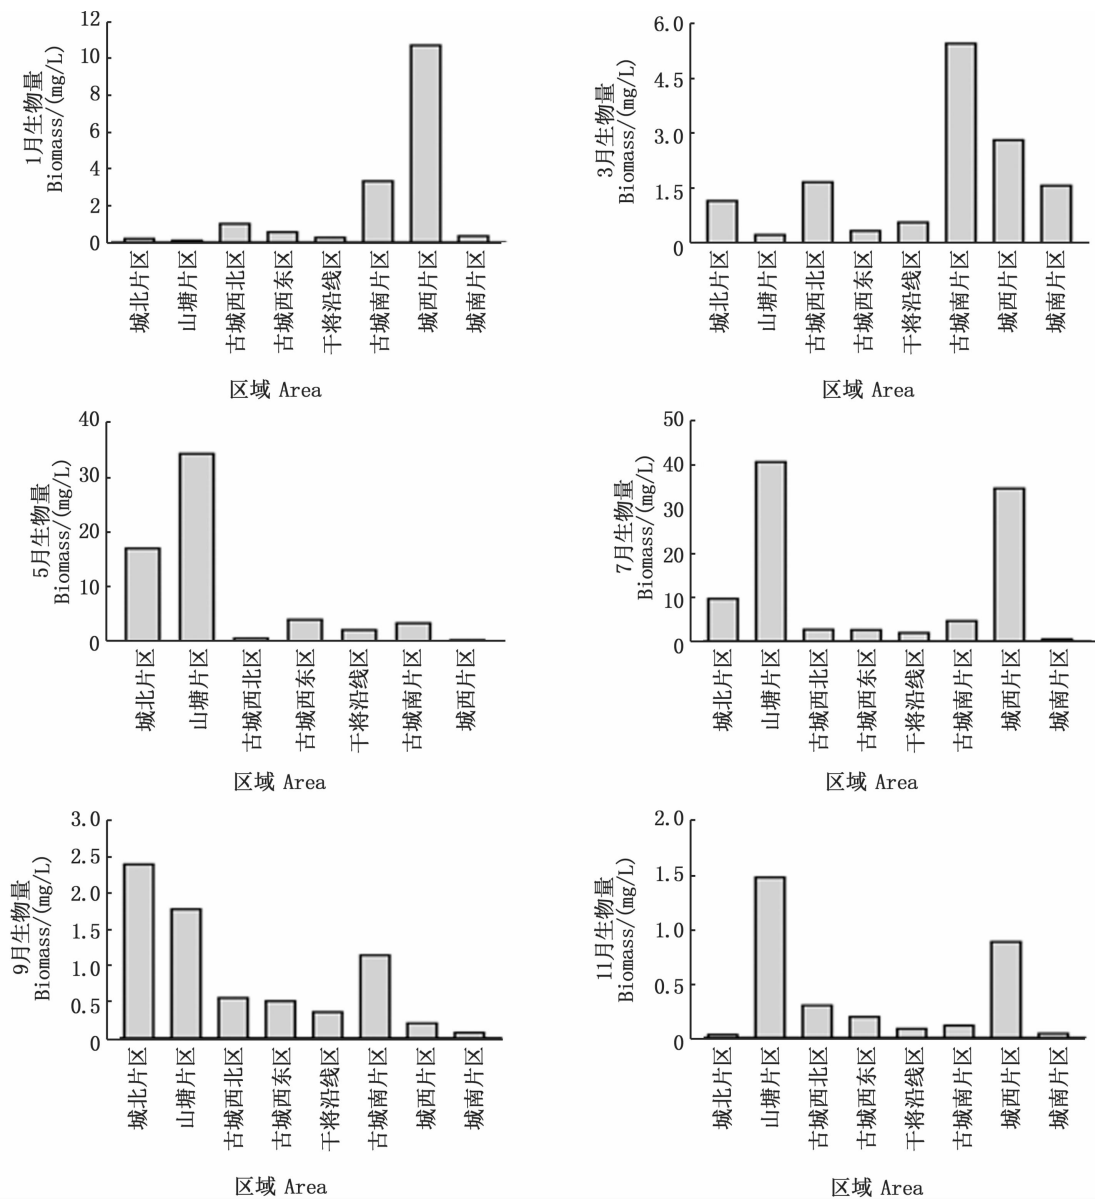 1月生物量
Biomass/(mg/L)
12
10
8
6
4
2
0
城北片区
山塘片区
古城西北区
古城西东区
干将沿线区
古城南片区
城西片区
城南片区
区域 Area
3月生物量
Biomass/(mg/L)
6.0
4.5
3.0
1.5
0
城北片区
山塘片区
古城西北区
古城西东区
干将沿线区
古城南片区
城西片区
城南片区
区域 Area
5月生物量
Biomass/(mg/L)
40
30
20
10
0
城北片区
山塘片区
古城西北区
古城西东区
干将沿线区
古城南片区
城西片区
区域 Area
7月生物量
Biomass/(mg/L)
50
40
30
20
10
0
城北片区
山塘片区
古城西北区
古城西东区
干将沿线区
古城南片区
城西片区
城南片区
区域 Area
9月生物量
Biomass/(mg/L)
3.0
2.5
2.0
1.5
1.0
0.5
0
城北片区
山塘片区
古城西北区
古城西东区
干将沿线区
古城南片区
城西片区
城南片区
区域 Area
11月生物量
Biomass/(mg/L)
2.0
1.5
1.0
0.5
0
城北片区
山塘片区
古城西北区
古城西东区
干将沿线区
古城南片区
城西片区
城南片区
区域 Area